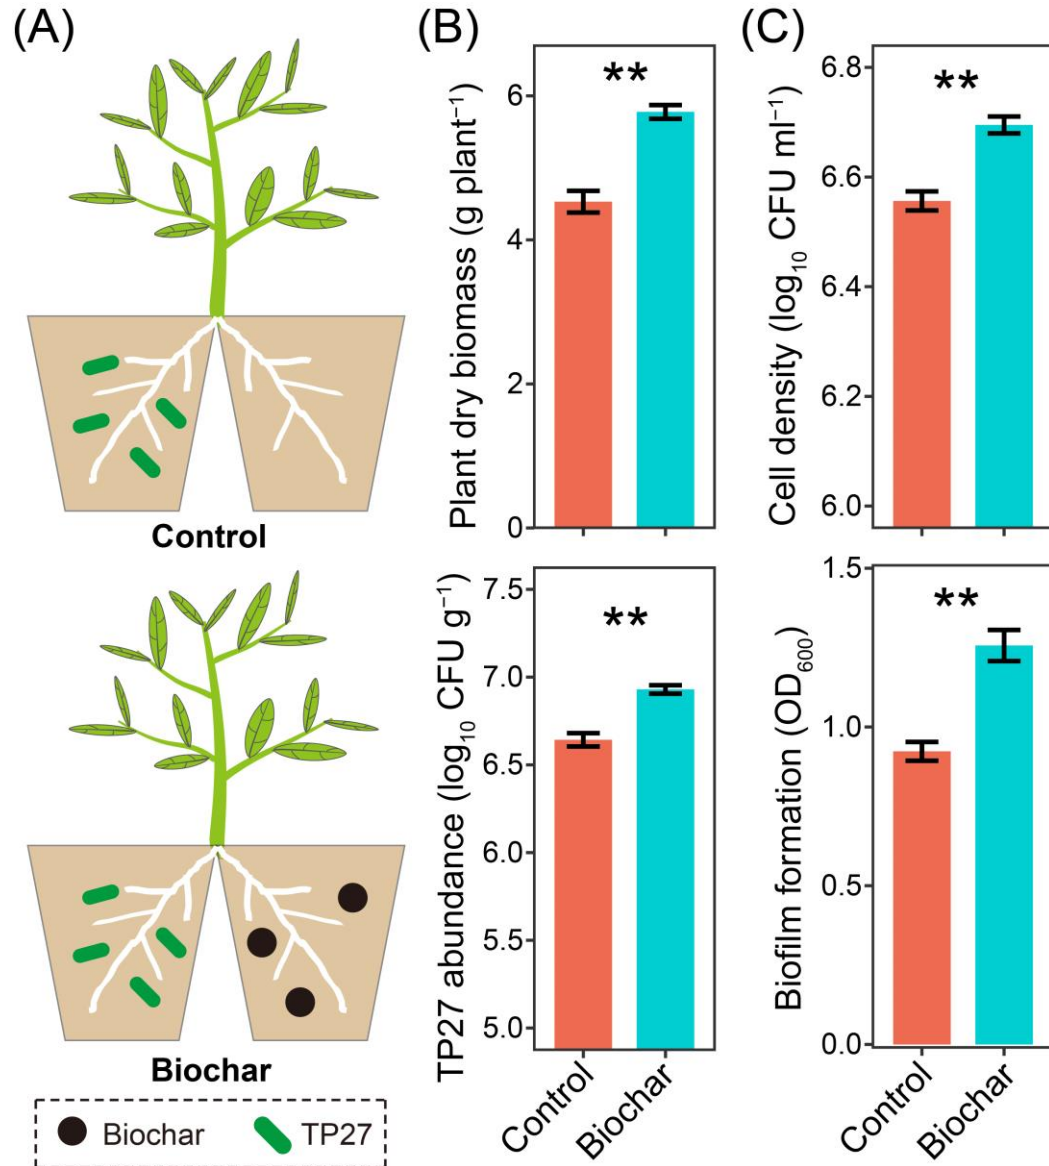 (A)
Control
Biochar
Biochar
TP27
(B)
Plant dry biomass (g plant⁻¹)
6
4
2
0
**
TP27 abundance (log₁₀ CFU g⁻¹)
7.5
7.0
6.5
6.0
5.5
5.0
**
Control
Biochar
(C)
Cell density (log₁₀ CFU ml⁻¹)
6.8
6.6
6.4
6.2
6.0
**
Biofilm formation (OD₆₀₀)
1.5
1.0
0.5
0.0
**
Control
Biochar